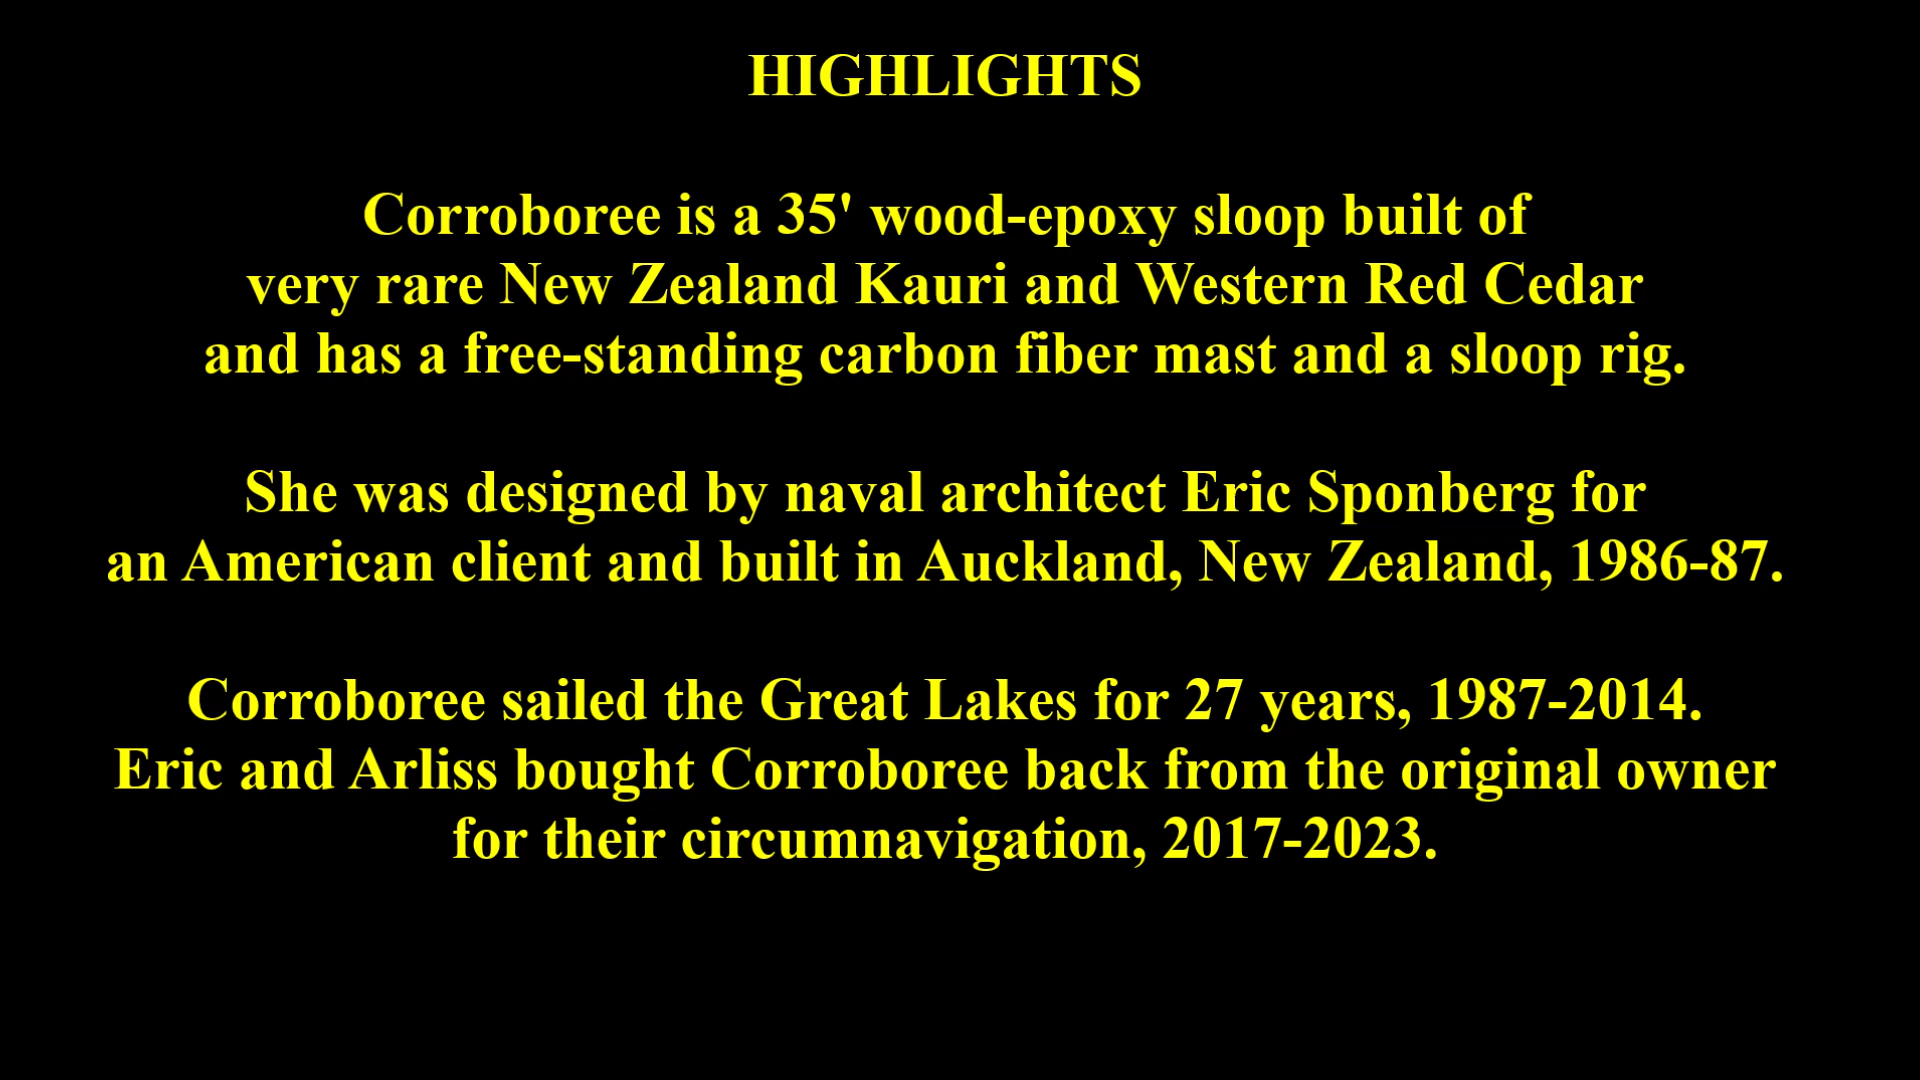 HIGHLIGHTS
Corroboree is a 35' wood-epoxy sloop built of
very rare New Zealand Kauri and Western Red Cedar
and has a free-standing carbon fiber mast and a sloop rig.
She was designed by naval architect Eric Sponberg for
an American client and built in Auckland, New Zealand, 1986-87.
Corroboree sailed the Great Lakes for 27 years, 1987-2014.
Eric and Arliss bought Corroboree back from the original owner
for their circumnavigation, 2017-2023.